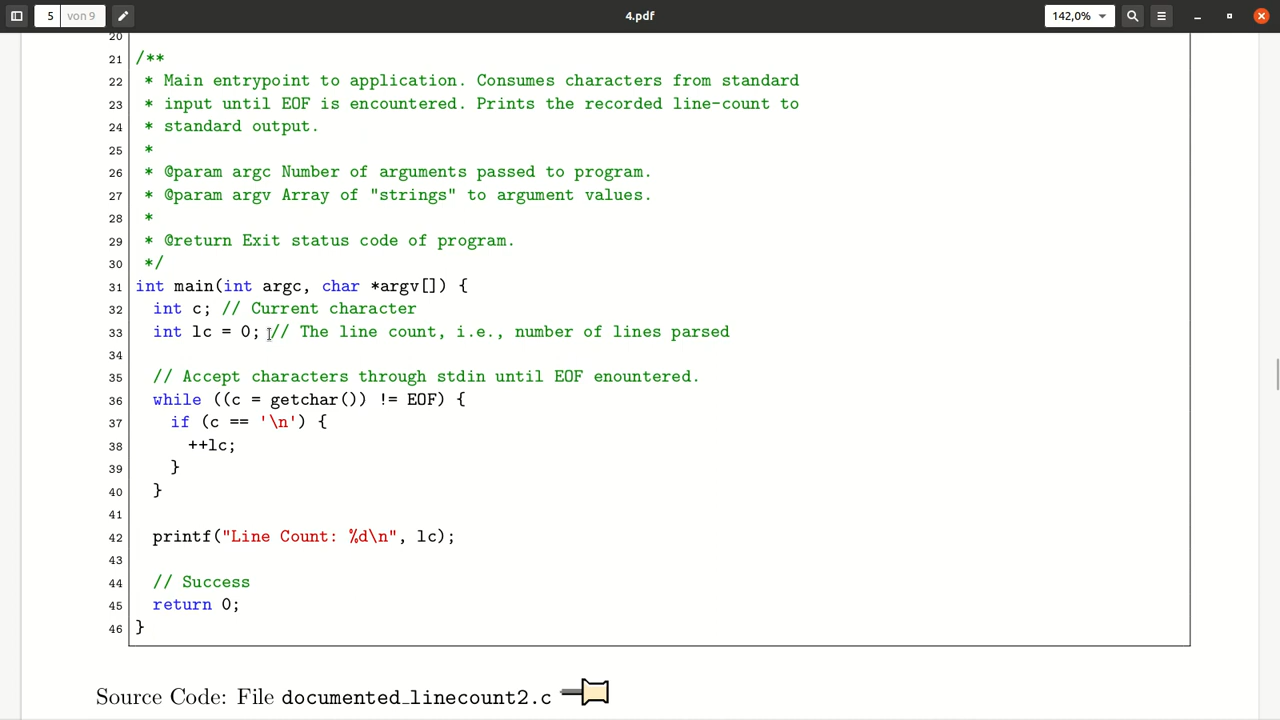 5 von 9 4.pdf 142,0%
20
21 /**
22 * Main entrypoint to application. Consumes characters from standard
23 * input until EOF is encountered. Prints the recorded line-count to
24 * standard output.
25 *
26 * @param argc Number of arguments passed to program.
27 * @param argv Array of "strings" to argument values.
28 *
29 * @return Exit status code of program.
30 */
31 int main(int argc, char *argv[]) {
32 int c; // Current character
33 int lc = 0; // The line count, i.e., number of lines parsed
34
35 // Accept characters through stdin until EOF enountered.
36 while ((c = getchar()) != EOF) {
37 if (c == '\n') {
38 ++lc;
39 }
40 }
41
42 printf("Line Count: %d\n", lc);
43
44 // Success
45 return 0;
46 }
Source Code: File documented_linecount2.c